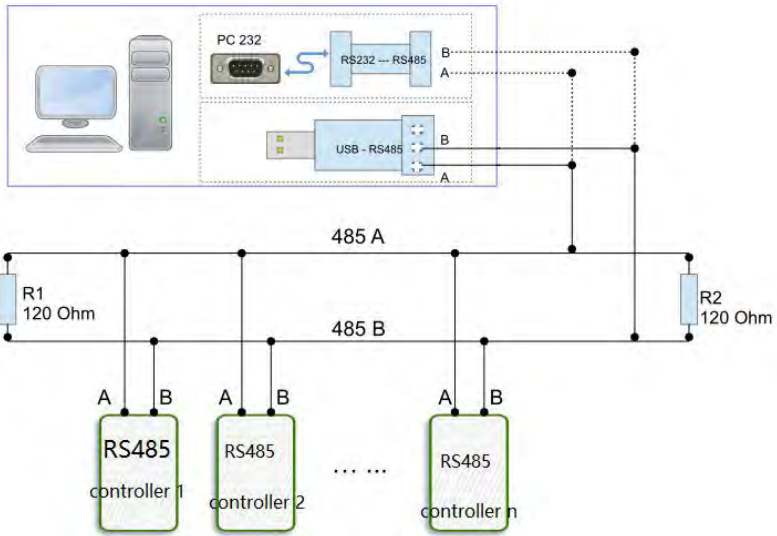 PC 232
RS232 --- RS485
B
A
USB - RS485
B
A
485 A
R1
120 Ohm
R2
120 Ohm
485 B
A B A B A B
RS485
controller 1
RS485
controller 2
... ...
RS485
controller n